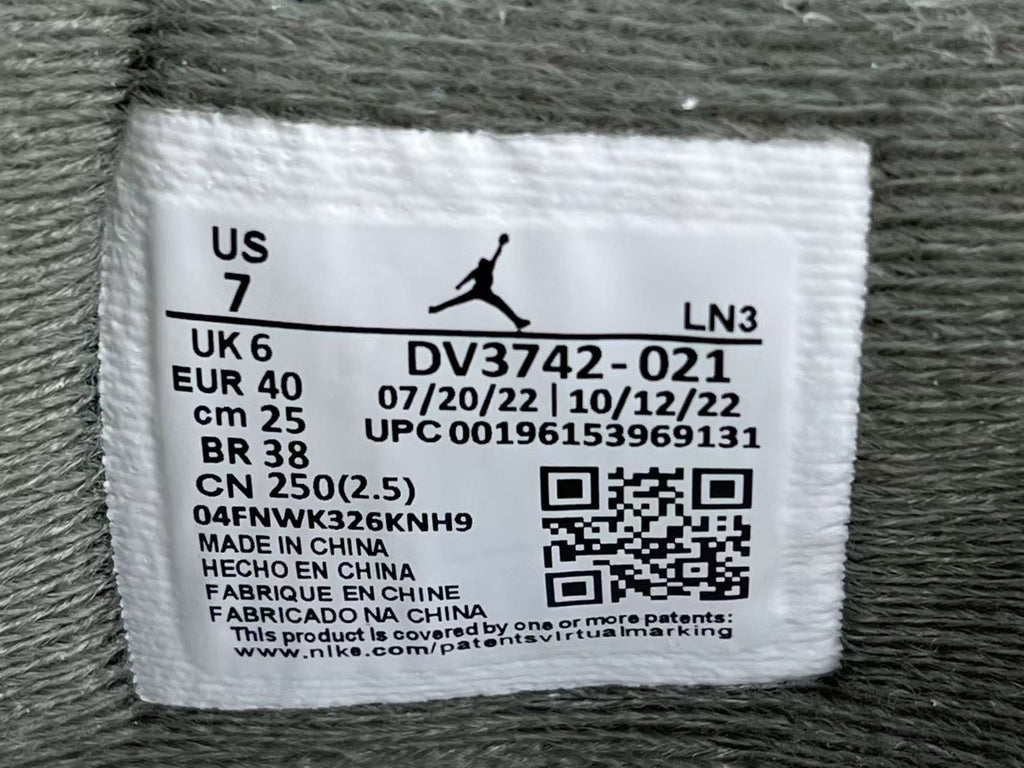 US
7
LN3
UK 6
DV3742-021
EUR 40
07/20/22 | 10/12/22
cm 25
UPC 00196153969131
BR 38
CN 250(2.5)
04FNWK326KNH9
MADE IN CHINA
HECHO EN CHINA
FABRIQUE EN CHINE
FABRICADO NA CHINA
This product is covered by one or more patents:
www.nike.com/patentsvirtualmarking